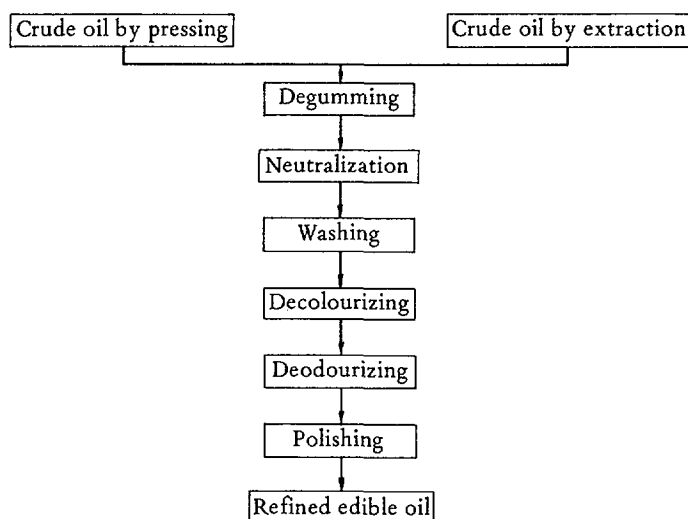 Crude oil by pressing
Crude oil by extraction
Degumming
Neutralization
Washing
Decolourizing
Deodourizing
Polishing
Refined edible oil